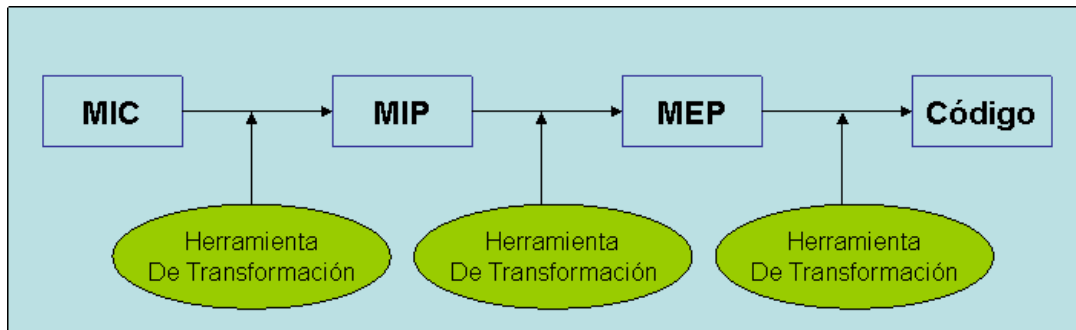 MIC
MIP
MEP
Código
Herramienta
De Transformación
Herramienta
De Transformación
Herramienta
De Transformación